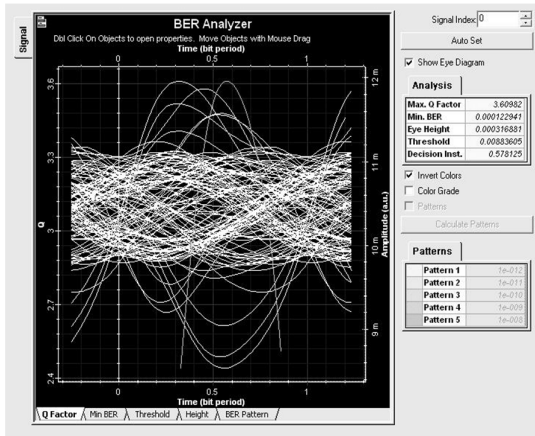 BER Analyzer
Dbl Click On Objects to open properties. Move Objects with Mouse Drag
Time (bit period)
0 0.5 1
Signal
Q
3.6
3.3
3
2.7
2.4
12 m
11 m
10 m
9 m
Amplitude (a.u.)
0 0.5 1
Time (bit period)
Q Factor Min BER Threshold Height BER Pattern
Signal Index: 0
Auto Set
Show Eye Diagram
Analysis
Max. Q Factor 3.60982
Min. BER 0.000122941
Eye Height 0.000316881
Threshold 0.00883605
Decision Inst. 0.578125
Invert Colors
Color Grade
Patterns
Calculate Patterns
Patterns
Pattern 1 1e-012
Pattern 2 1e-011
Pattern 3 1e-010
Pattern 4 1e-009
Pattern 5 1e-008